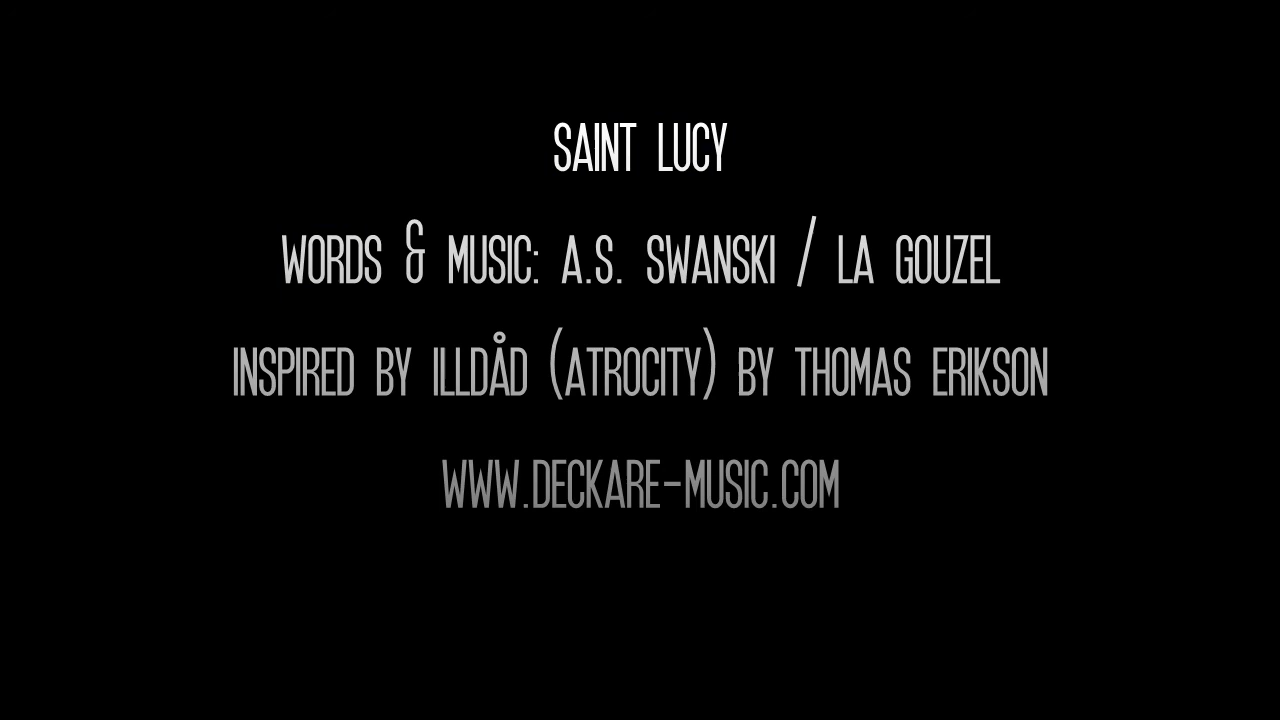 SAINT LUCY
WORDS & MUSIC: A.S. SWANSKI / LA GOUZEL
INSPIRED BY ILLDÅD (ATROCITY) BY THOMAS ERIKSON
WWW.DECKARE-MUSIC.COM